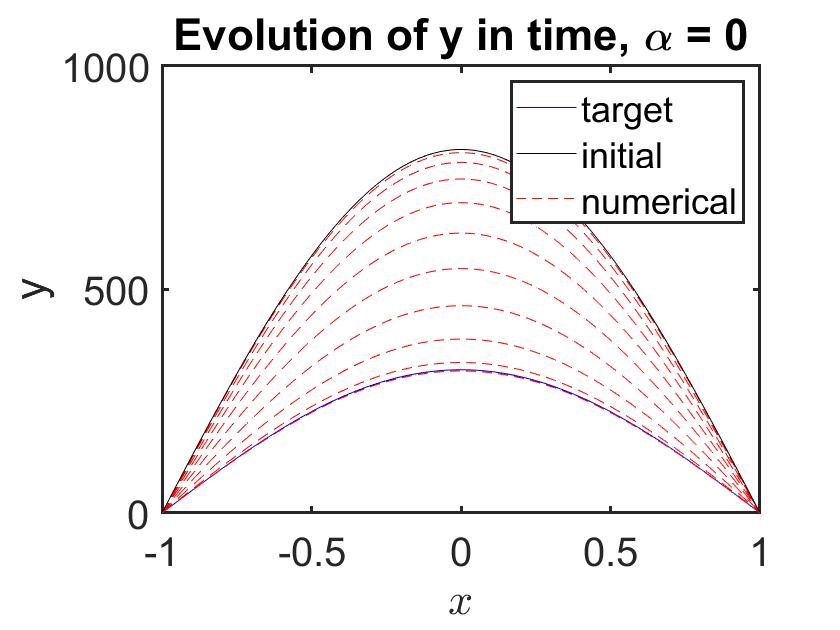 Evolution of y in time, α = 0
1000
target
initial
numerical
y
500
0
-1 -0.5 0 0.5 1
x